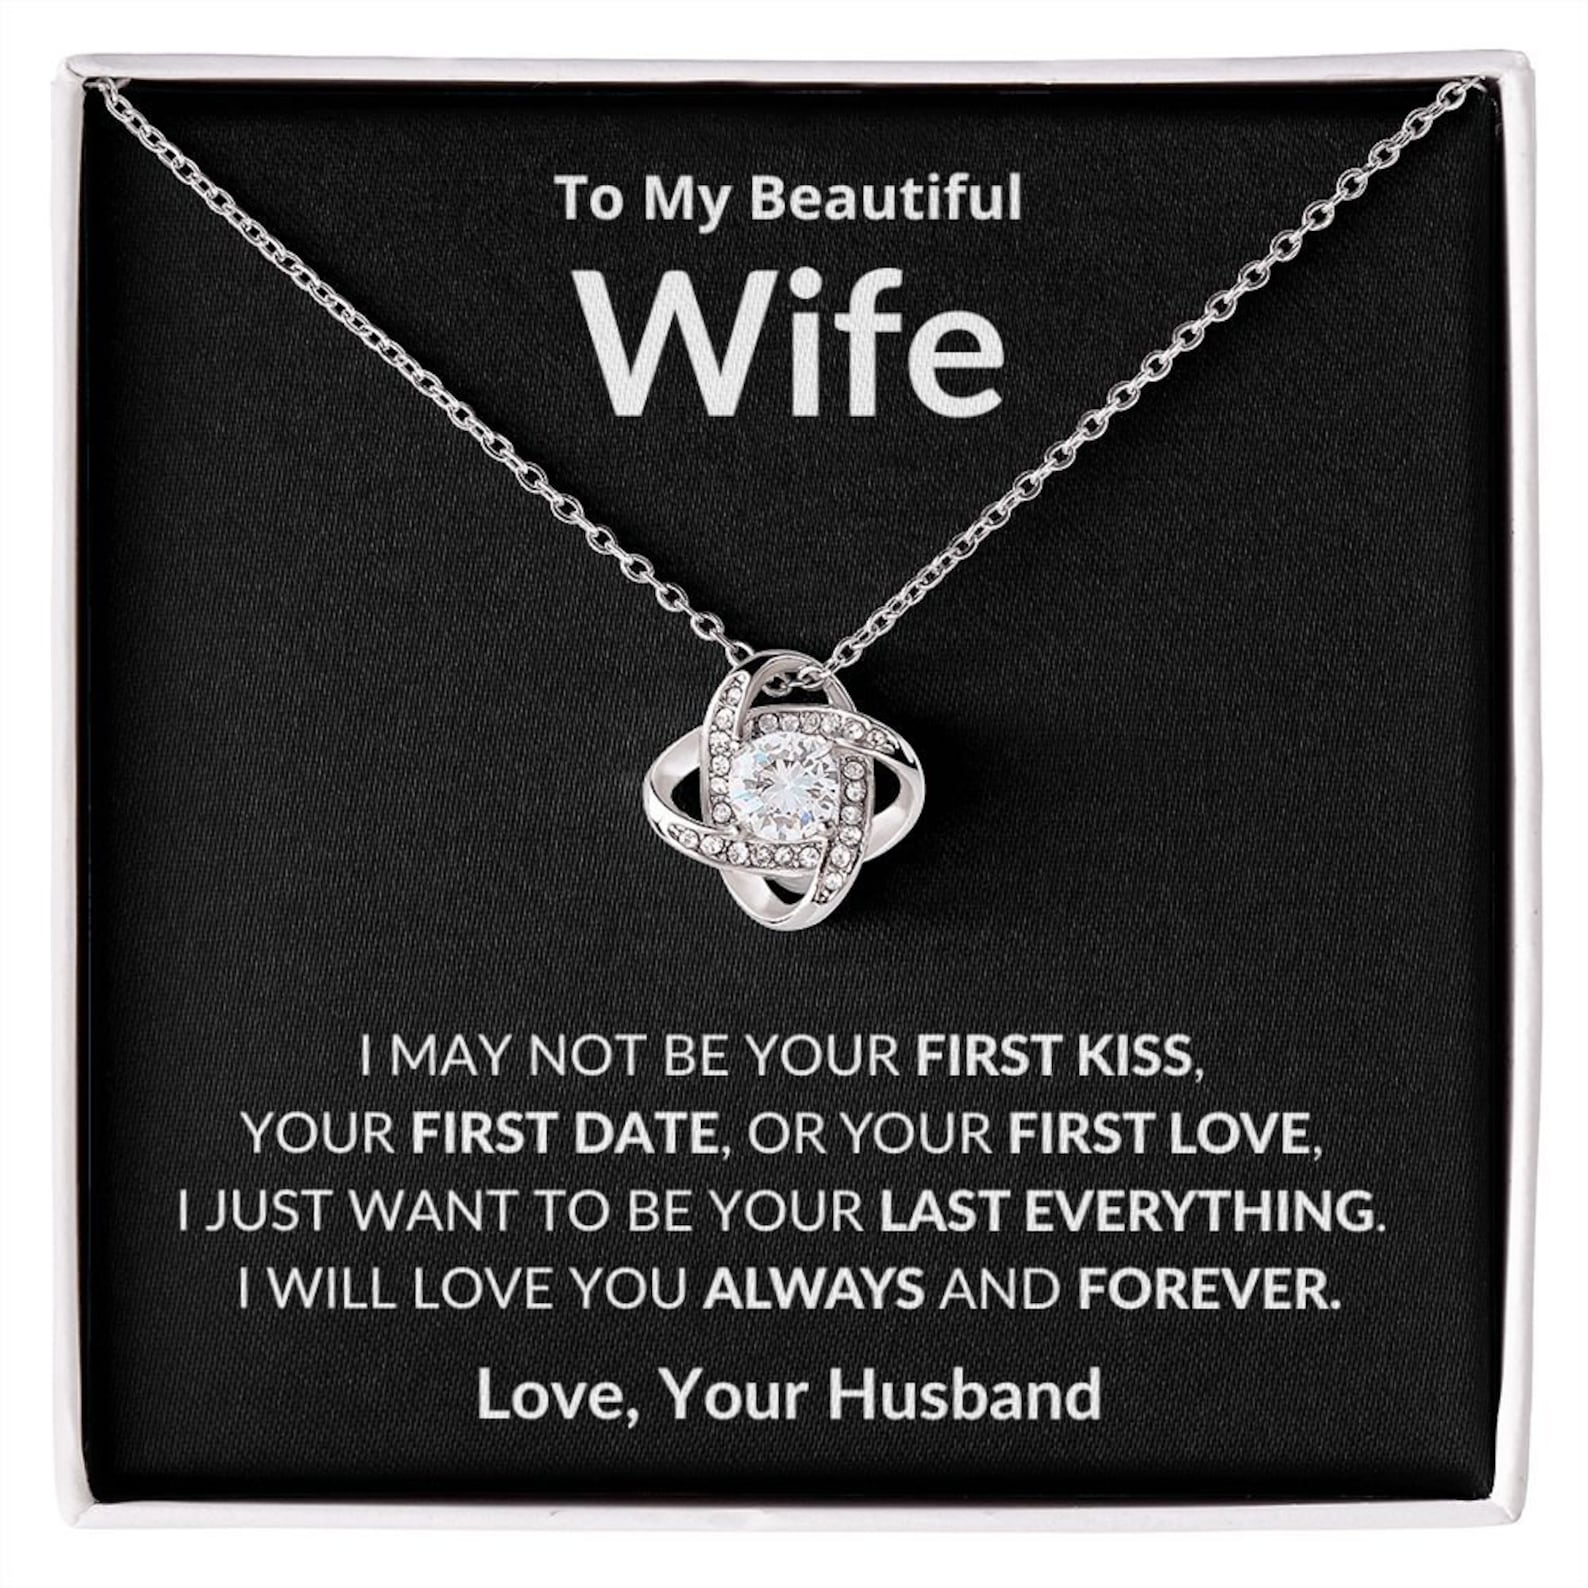 To My Beautiful
Wife
I MAY NOT BE YOUR FIRST KISS,
YOUR FIRST DATE, OR YOUR FIRST LOVE,
I JUST WANT TO BE YOUR LAST EVERYTHING.
I WILL LOVE YOU ALWAYS AND FOREVER.
Love, Your Husband